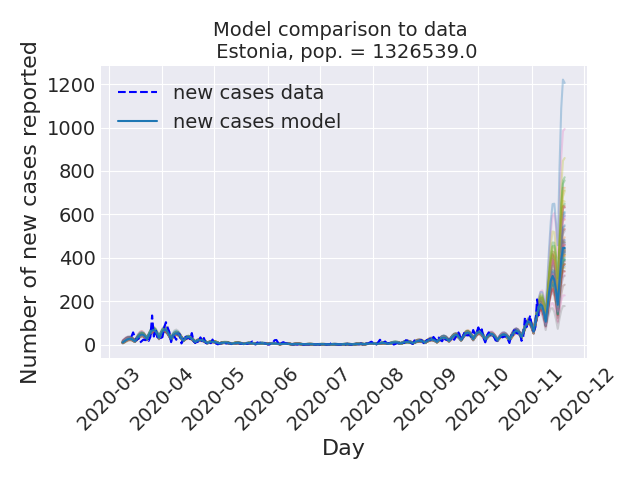 Model comparison to data
Estonia, pop. = 1326539.0
Number of new cases reported
1200
1000
800
600
400
200
0
new cases data
new cases model
2020-03
2020-04
2020-05
2020-06
2020-07
2020-08
2020-09
2020-10
2020-11
2020-12
Day